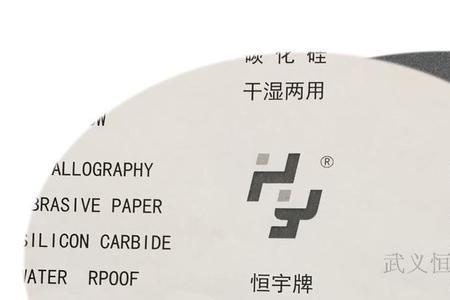 碳 化 硅
干湿两用
W
ALLOGRAPHY
®
BRASIVE PAPER
SILICON CARBIDE
WATER RPOOF
恒宇牌
武义恒